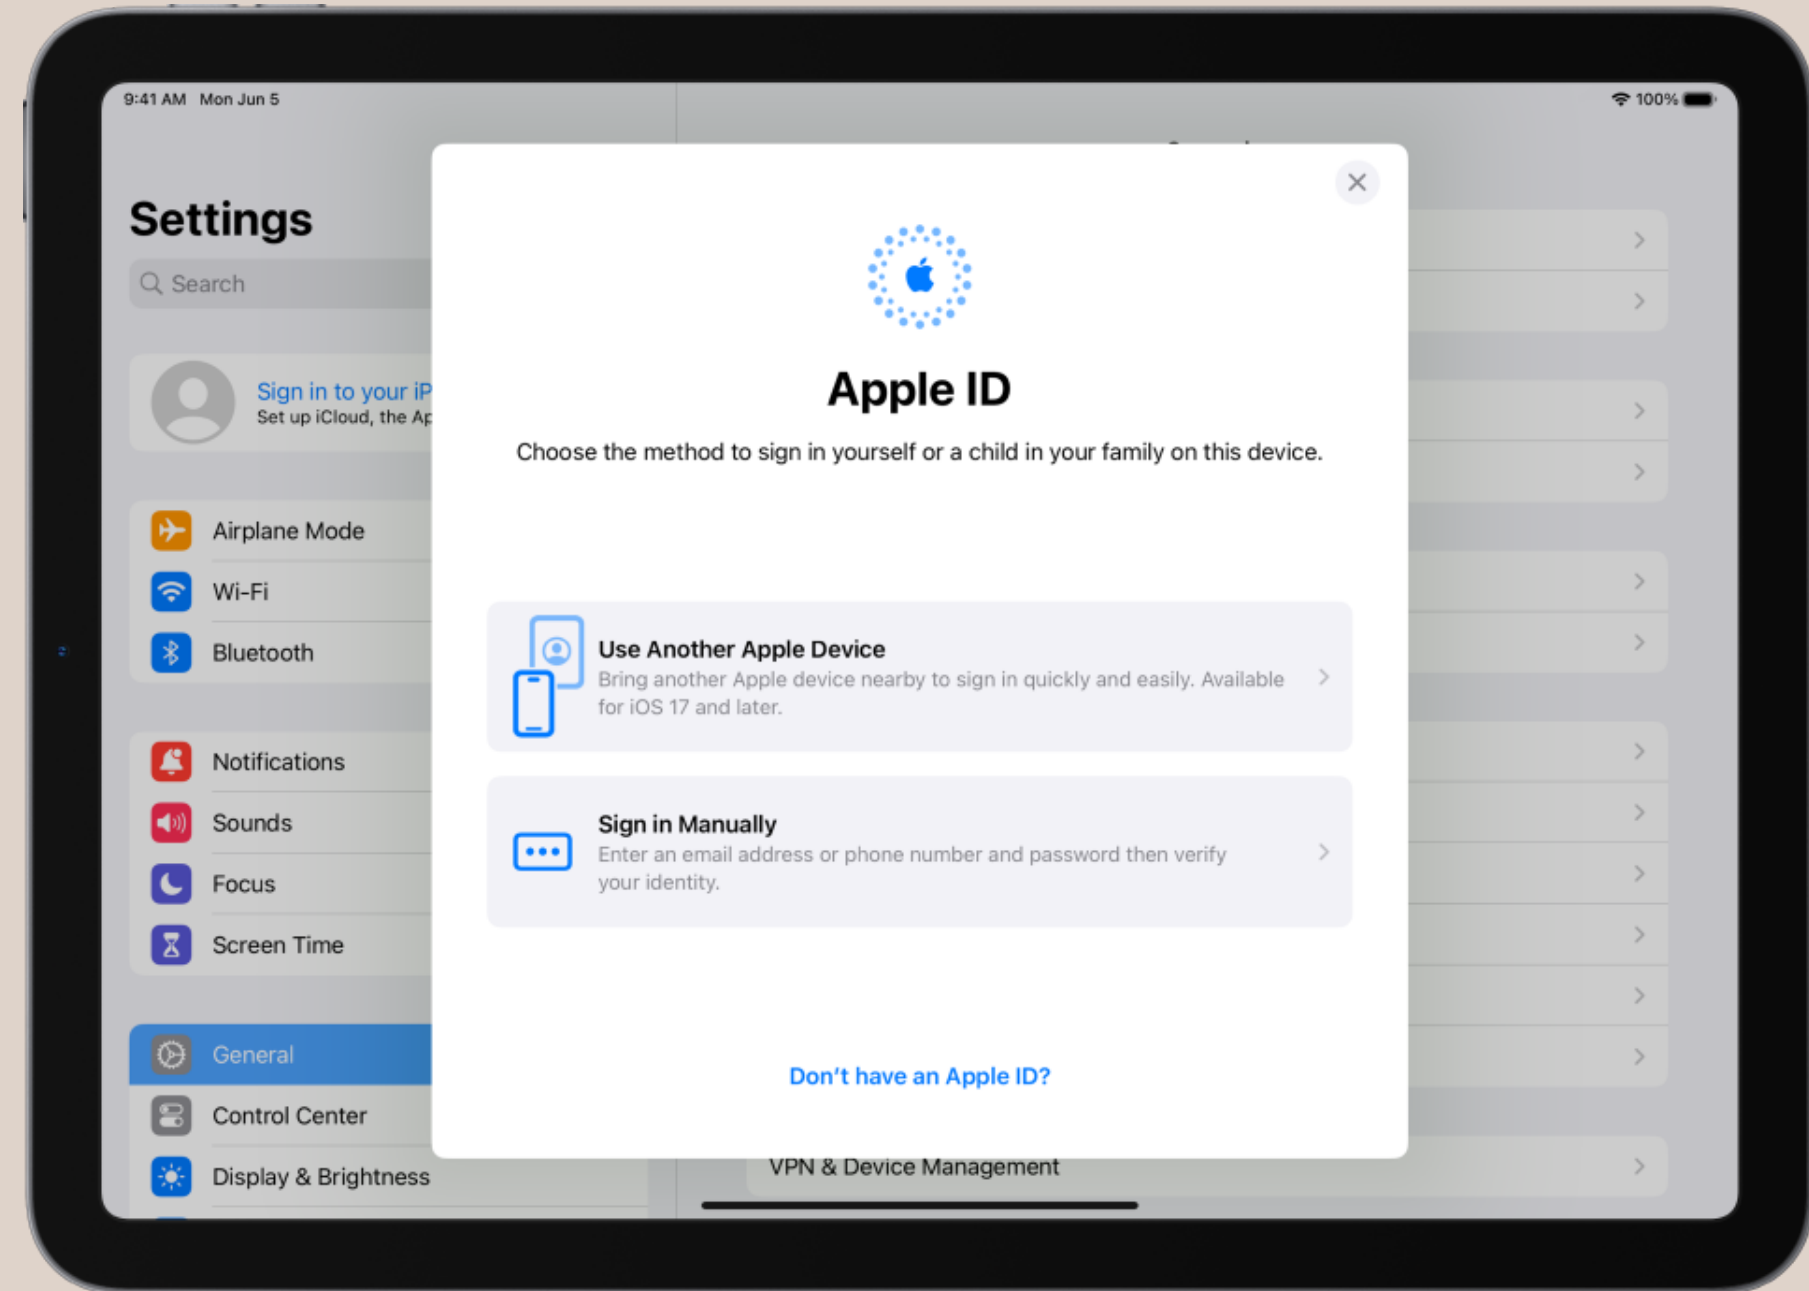 9:41 AM Mon Jun 5
100%
Settings
Search
Sign in to your iP
Set up iCloud, the Ap
Airplane Mode
Wi-Fi
Bluetooth
Notifications
Sounds
Focus
Screen Time
General
Control Center
Display & Brightness
Apple ID
Choose the method to sign in yourself or a child in your family on this device.
Use Another Apple Device
Bring another Apple device nearby to sign in quickly and easily. Available
for iOS 17 and later.
Sign in Manually
Enter an email address or phone number and password then verify
your identity.
Don't have an Apple ID?
VPN & Device Management